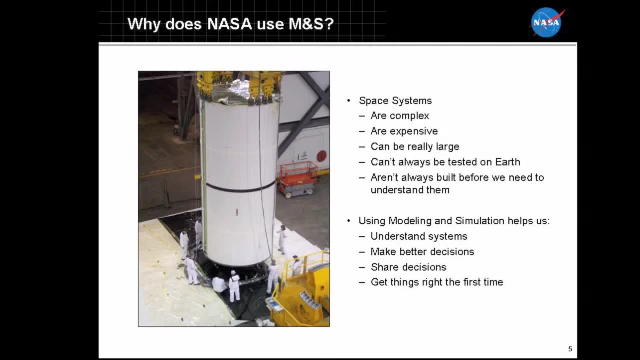 Why does NASA use M&S?
NASA
• Space Systems
– Are complex
– Are expensive
– Can be really large
– Can't always be tested on Earth
– Aren't always built before we need to
understand them
• Using Modeling and Simulation helps us:
– Understand systems
– Make better decisions
– Share decisions
– Get things right the first time
5